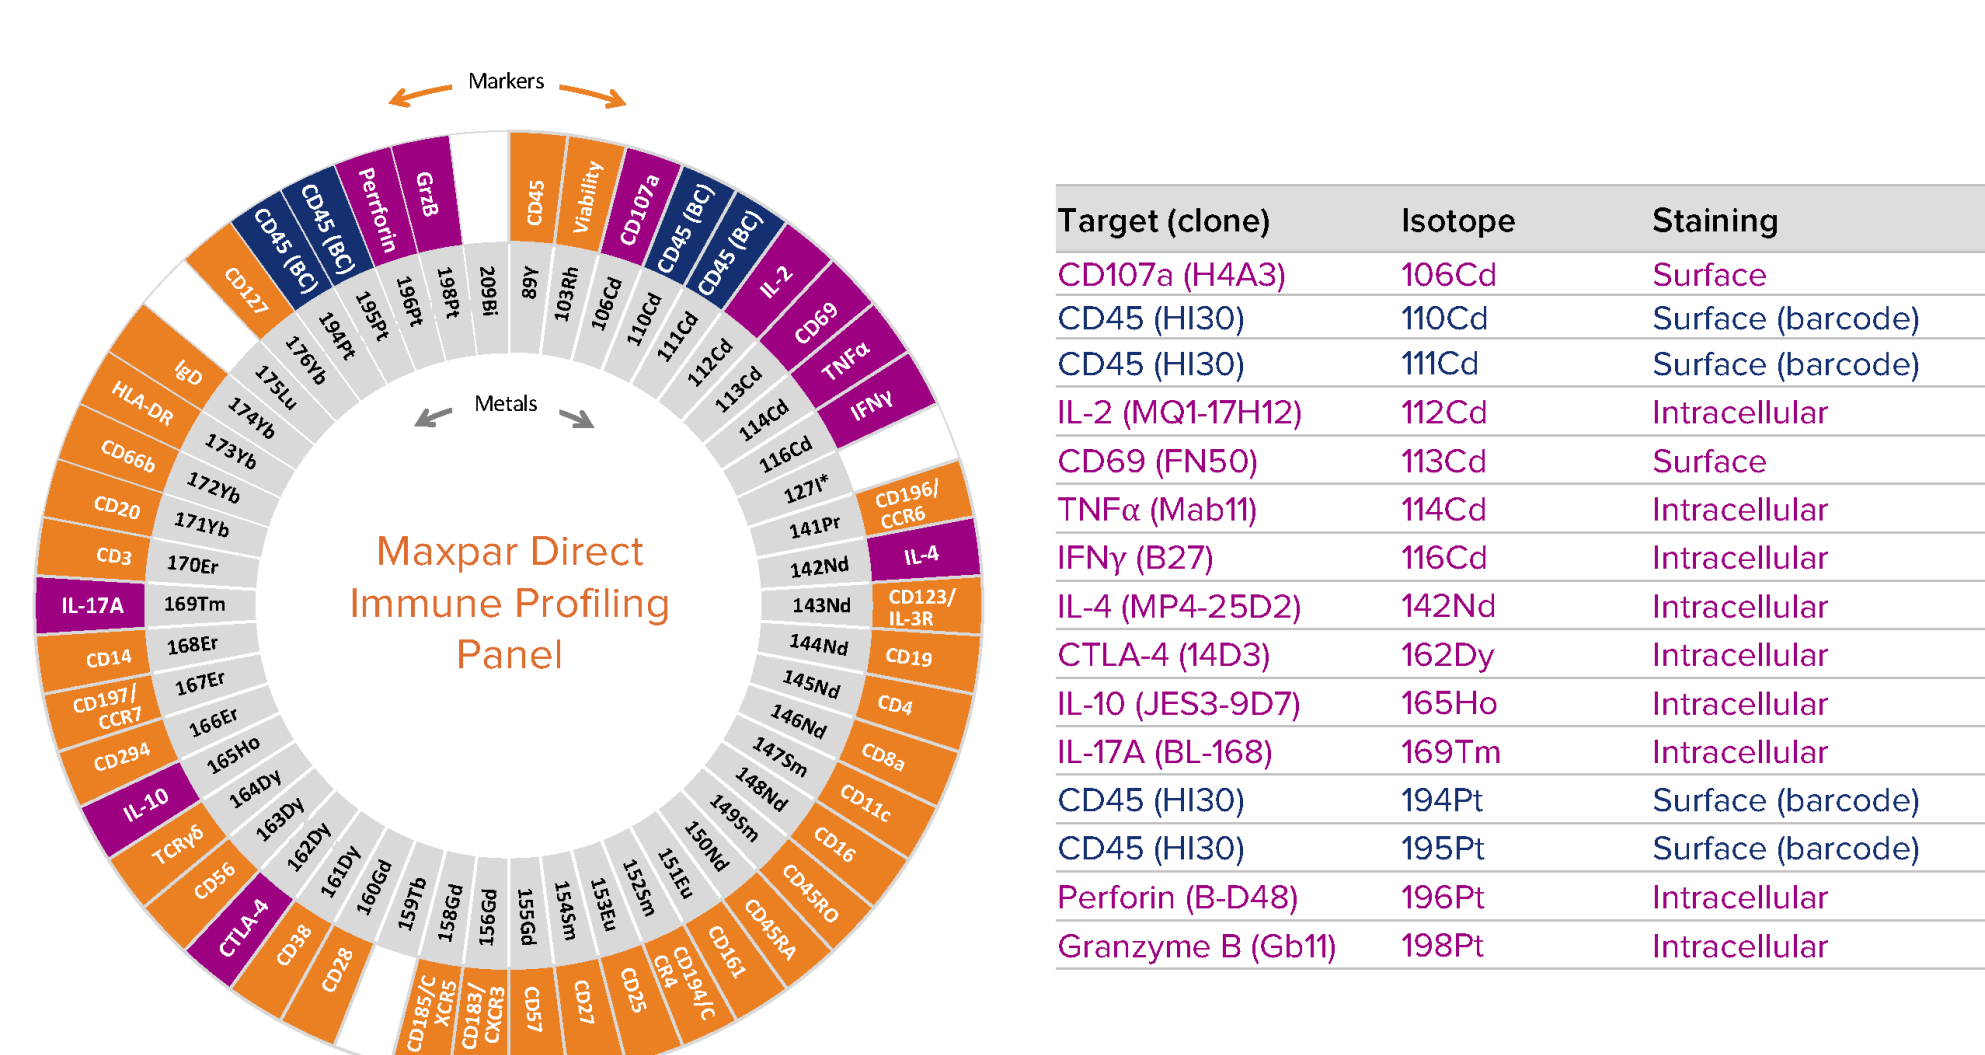 Markers
CD45
Viability
CD107a
CD45 (BC)
CD45 (BC)
IL-2
CD69
TNFα
IFNγ
CD196/
CCR6
IL-4
CD123/
IL-3R
CD19
CD4
CD8a
CD11c
CD16
CD45RO
CD45RA
CD161
CD194/C
CR4
CD25
CD27
CD57
CD183/
CXCR3
CD185/C
XCR5
CD28
CD38
CTLA-4
CD56
TCRγδ
IL-10
CD294
CD197/
CCR7
CD14
IL-17A
CD3
CD20
CD66b
HLA-DR
IgD
CD127
CD45 (BC)
CD45 (BC)
Perrforin
GrzB
89Y
103Rh
106Cd
110Cd
111Cd
112Cd
113Cd
114Cd
116Cd
127I*
141Pr
142Nd
143Nd
144Nd
145Nd
146Nd
147Sm
148Nd
149Sm
150Nd
151Eu
152Sm
153Eu
154Sm
155Gd
156Gd
158Gd
159Tb
160Gd
161Dy
162Dy
163Dy
164Dy
165Ho
166Er
167Er
168Er
169Tm
170Er
171Yb
172Yb
173Yb
174Yb
175Lu
176Yb
194Pt
195Pt
196Pt
198Pt
209Bi
Metals
Maxpar Direct
Immune Profiling
Panel
Target (clone) Isotope Staining
CD107a (H4A3) 106Cd Surface
CD45 (HI30) 110Cd Surface (barcode)
CD45 (HI30) 111Cd Surface (barcode)
IL-2 (MQ1-17H12) 112Cd Intracellular
CD69 (FN50) 113Cd Surface
TNFα (Mab11) 114Cd Intracellular
IFNγ (B27) 116Cd Intracellular
IL-4 (MP4-25D2) 142Nd Intracellular
CTLA-4 (14D3) 162Dy Intracellular
IL-10 (JES3-9D7) 165Ho Intracellular
IL-17A (BL-168) 169Tm Intracellular
CD45 (HI30) 194Pt Surface (barcode)
CD45 (HI30) 195Pt Surface (barcode)
Perforin (B-D48) 196Pt Intracellular
Granzyme B (Gb11) 198Pt Intracellular